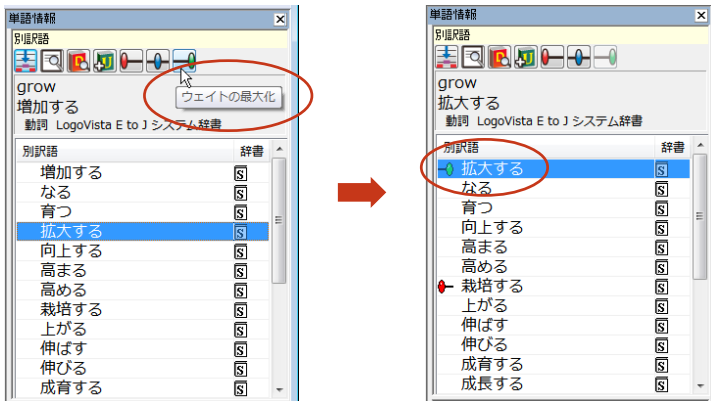 単語情報
別訳語
ウェイトの最大化
grow
増加する
動詞 LogoVista E to J システム辞書
別訳語 辞書
増加する S
なる S
育つ S
拡大する S
向上する S
高まる S
高める S
栽培する S
上がる S
伸ばす S
伸びる S
成育する S
単語情報
別訳語
grow
拡大する
動詞 LogoVista E to J システム辞書
別訳語 辞書
拡大する S
なる S
育つ S
向上する S
高まる S
高める S
栽培する S
上がる S
伸ばす S
伸びる S
成育する S
成長する S